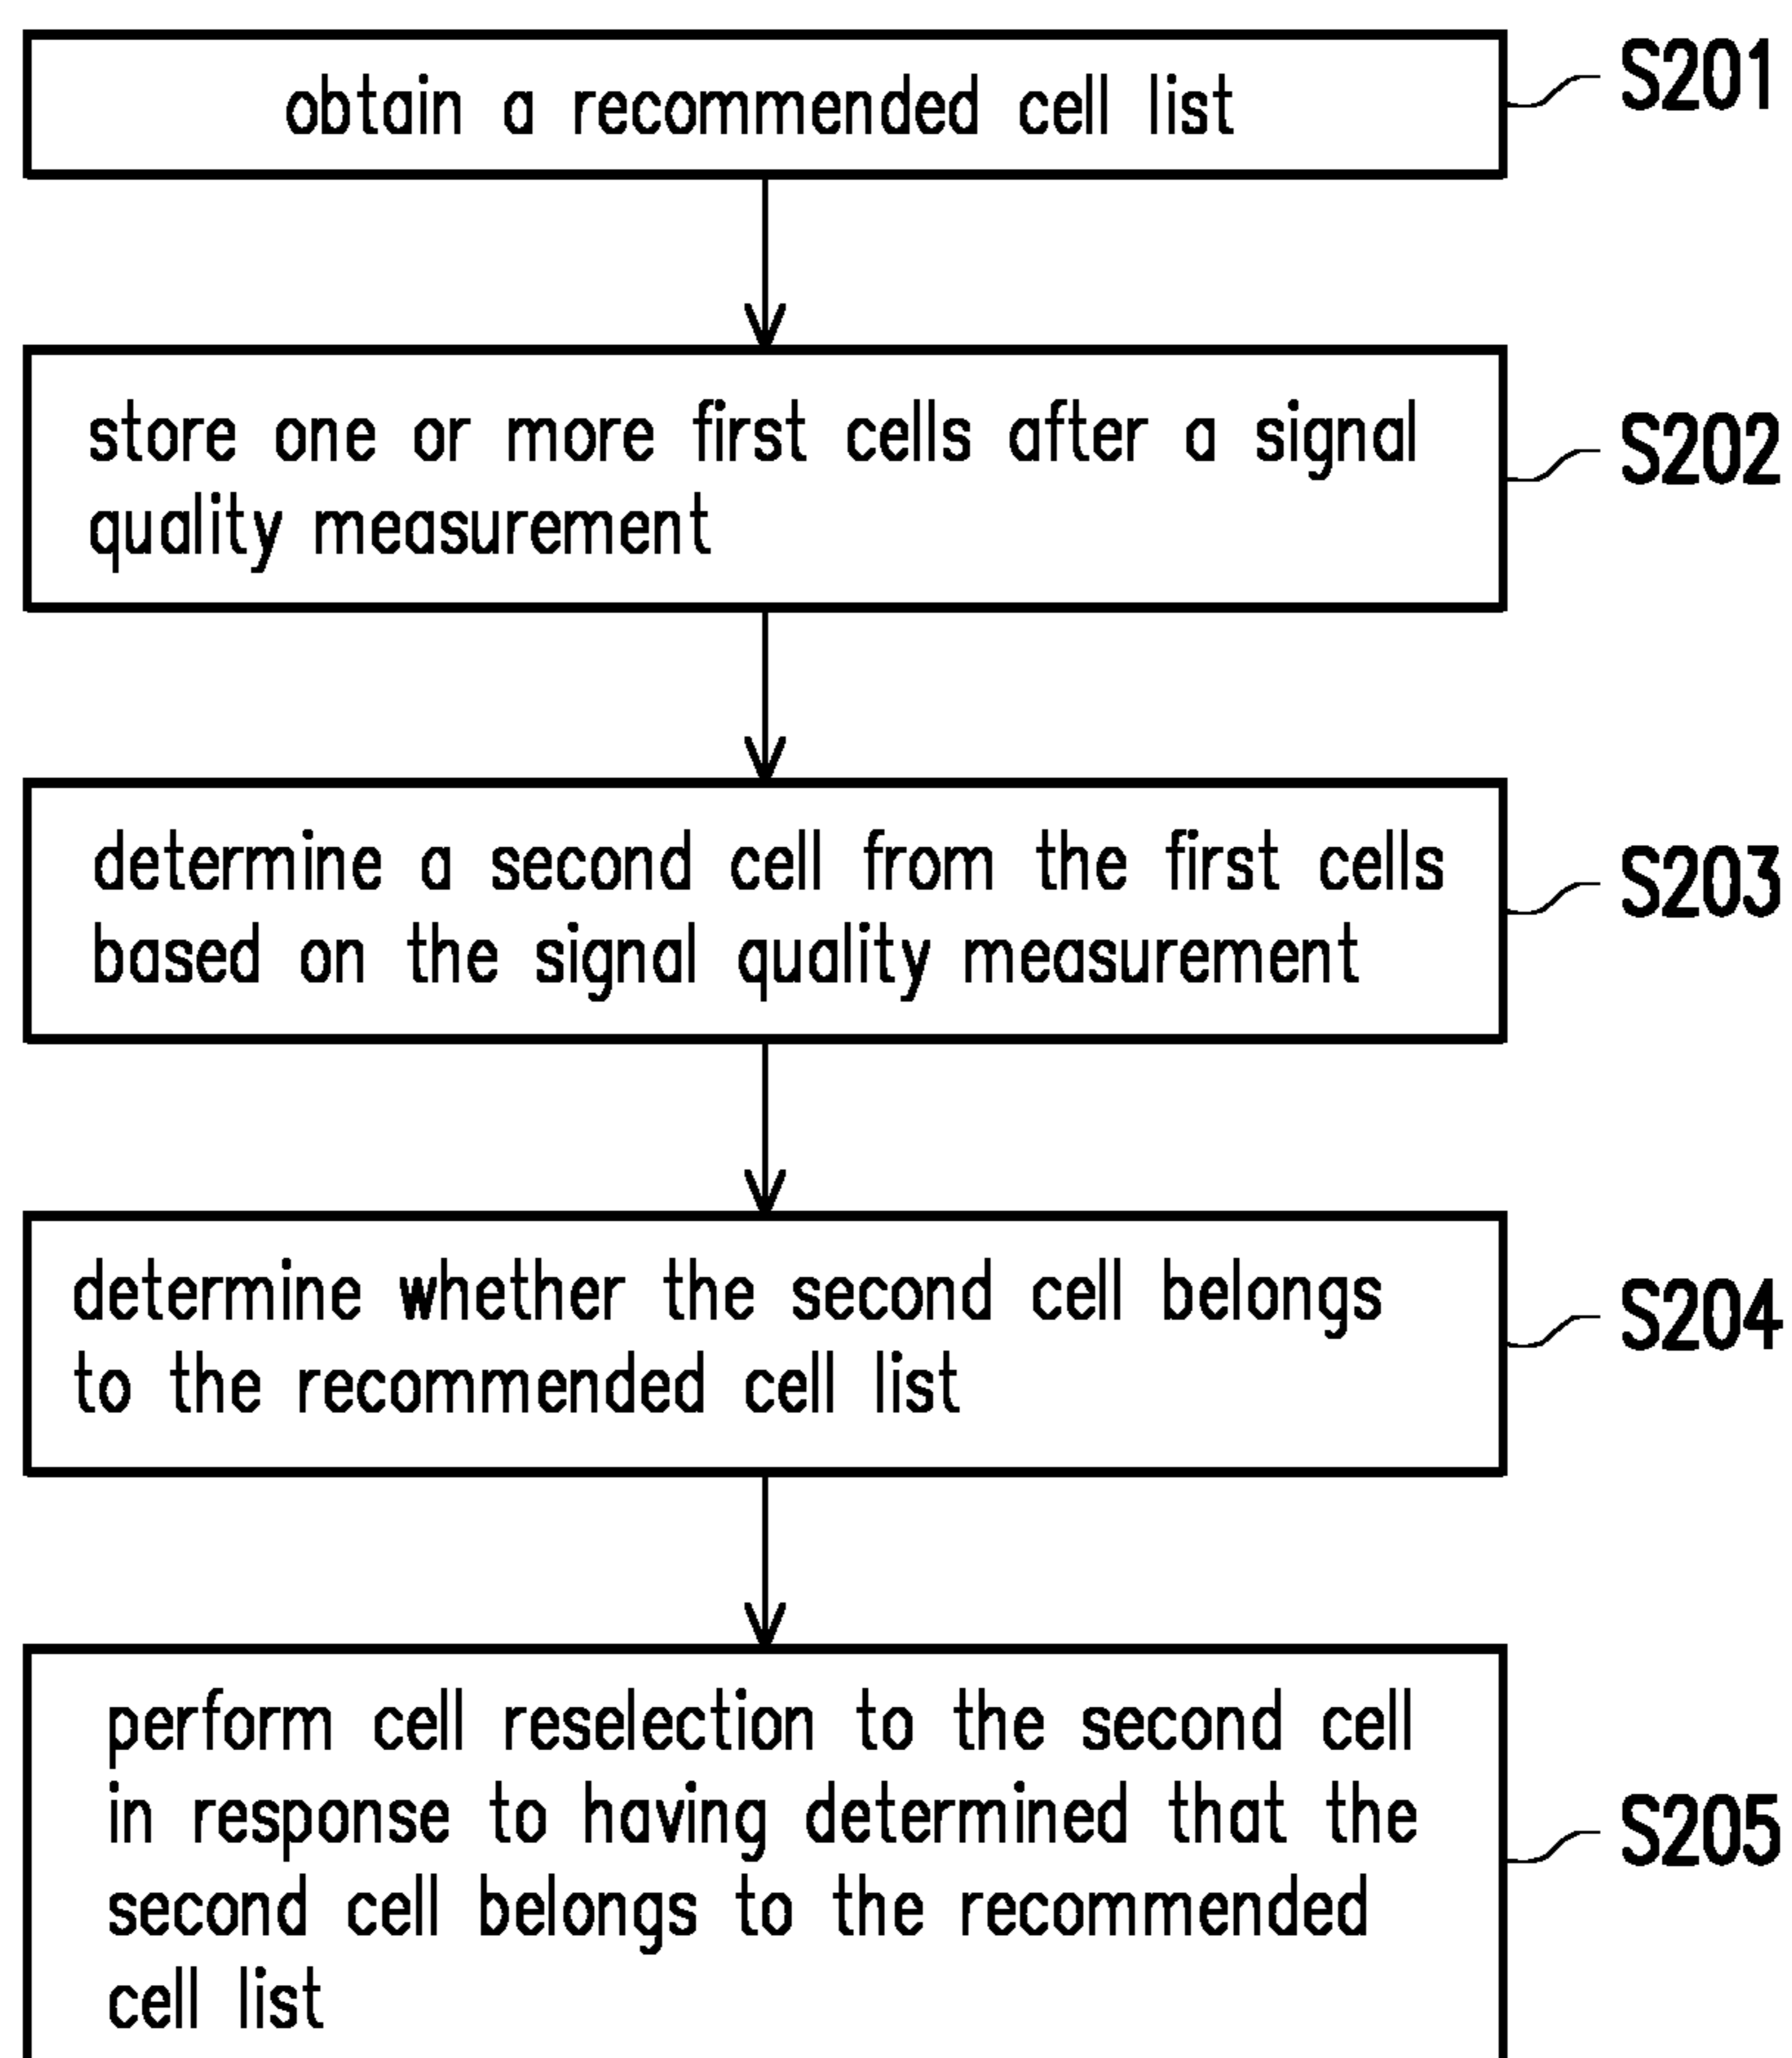 obtain a recommended cell list
S201
store one or more first cells after a signal
quality measurement
S202
determine a second cell from the first cells
based on the signal quality measurement
S203
determine whether the second cell belongs
to the recommended cell list
S204
perform cell reselection to the second cell
in response to having determined that the
second cell belongs to the recommended
cell list
S205